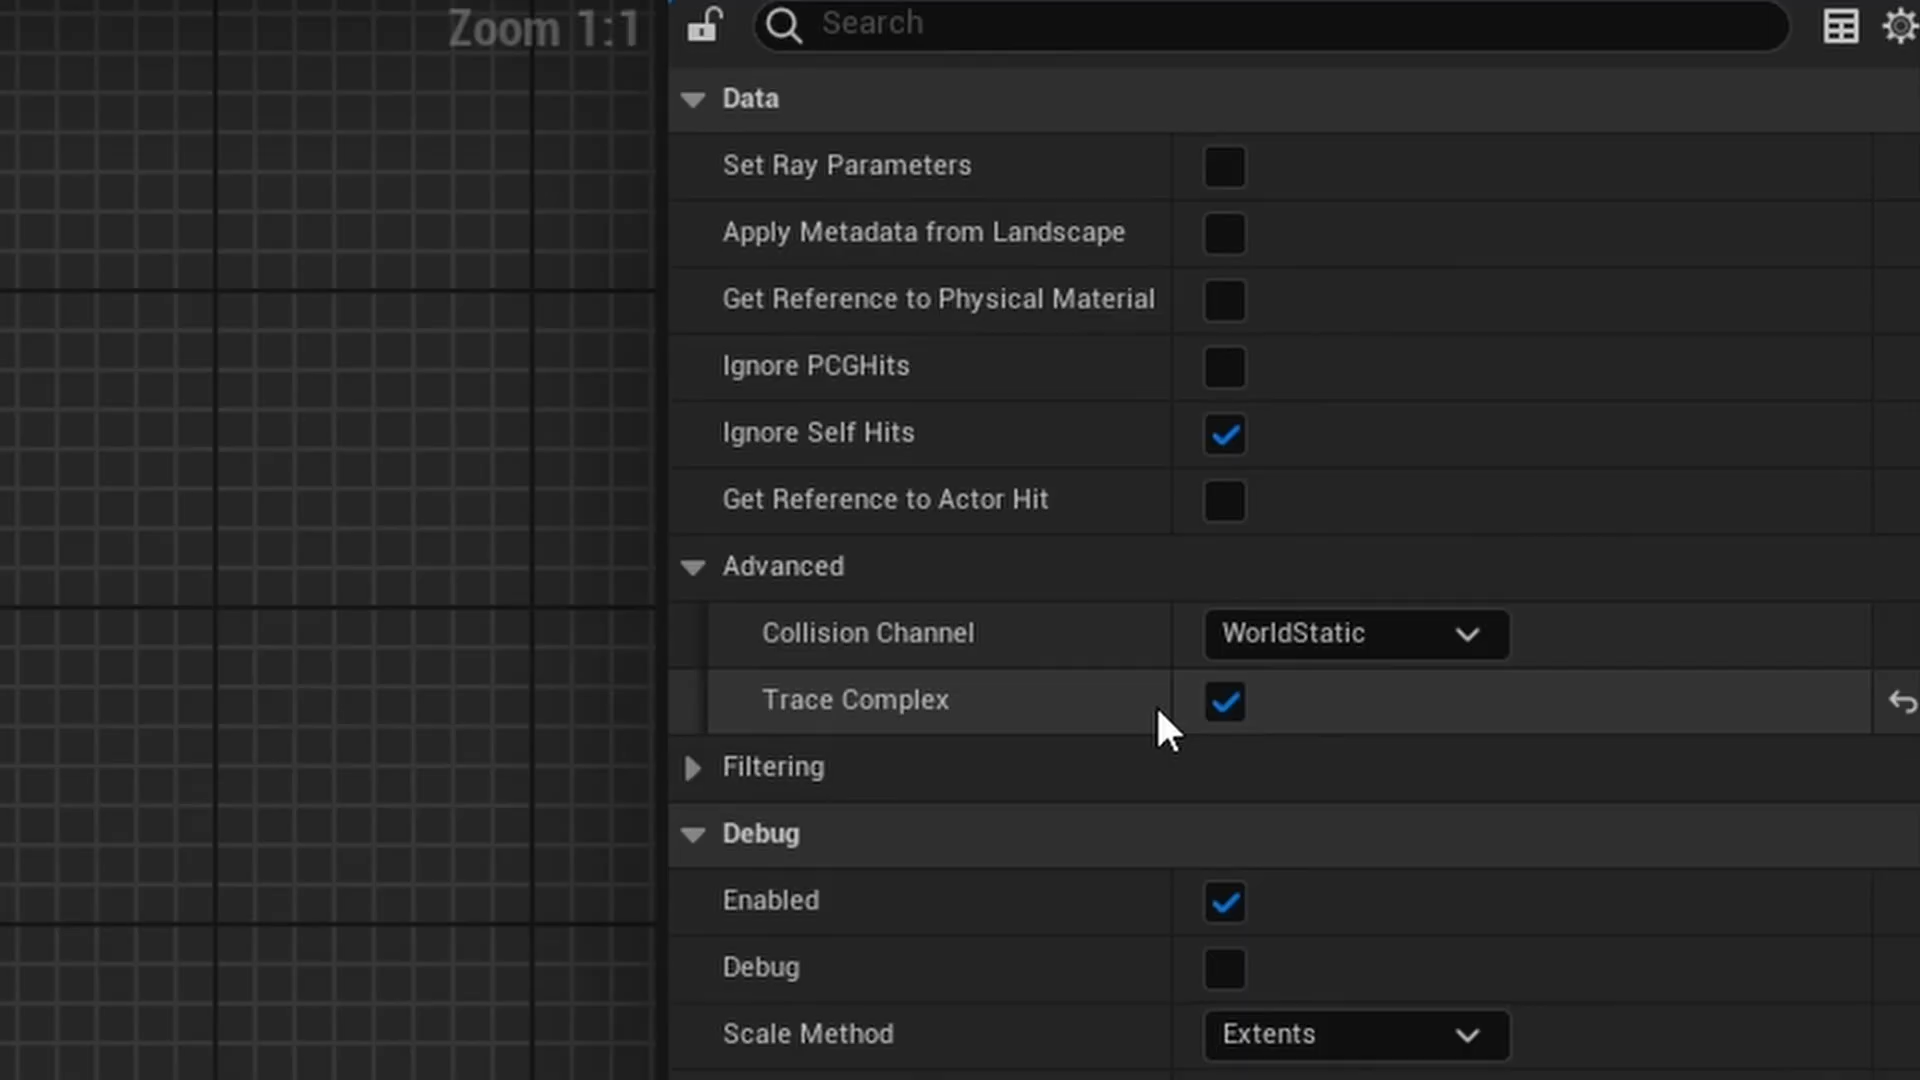 Zoom 1:1
Search
Data
Set Ray Parameters
Apply Metadata from Landscape
Get Reference to Physical Material
Ignore PCGHits
Ignore Self Hits
Get Reference to Actor Hit
Advanced
Collision Channel WorldStatic
Trace Complex
Filtering
Debug
Enabled
Debug
Scale Method Extents